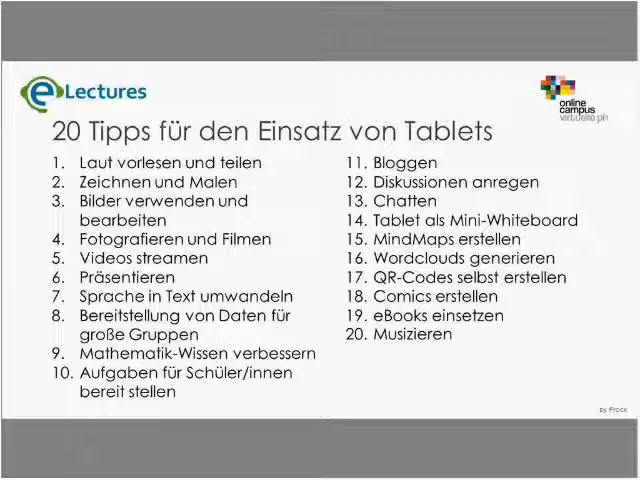 eLectures
online
campus
virtuelle ph
20 Tipps für den Einsatz von Tablets
1. Laut vorlesen und teilen
2. Zeichnen und Malen
3. Bilder verwenden und
bearbeiten
4. Fotografieren und Filmen
5. Videos streamen
6. Präsentieren
7. Sprache in Text umwandeln
8. Bereitstellung von Daten für
große Gruppen
9. Mathematik-Wissen verbessern
10. Aufgaben für Schüler/innen
bereit stellen
11. Bloggen
12. Diskussionen anregen
13. Chatten
14. Tablet als Mini-Whiteboard
15. MindMaps erstellen
16. Wordclouds generieren
17. QR-Codes selbst erstellen
18. Comics erstellen
19. eBooks einsetzen
20. Musizieren
by